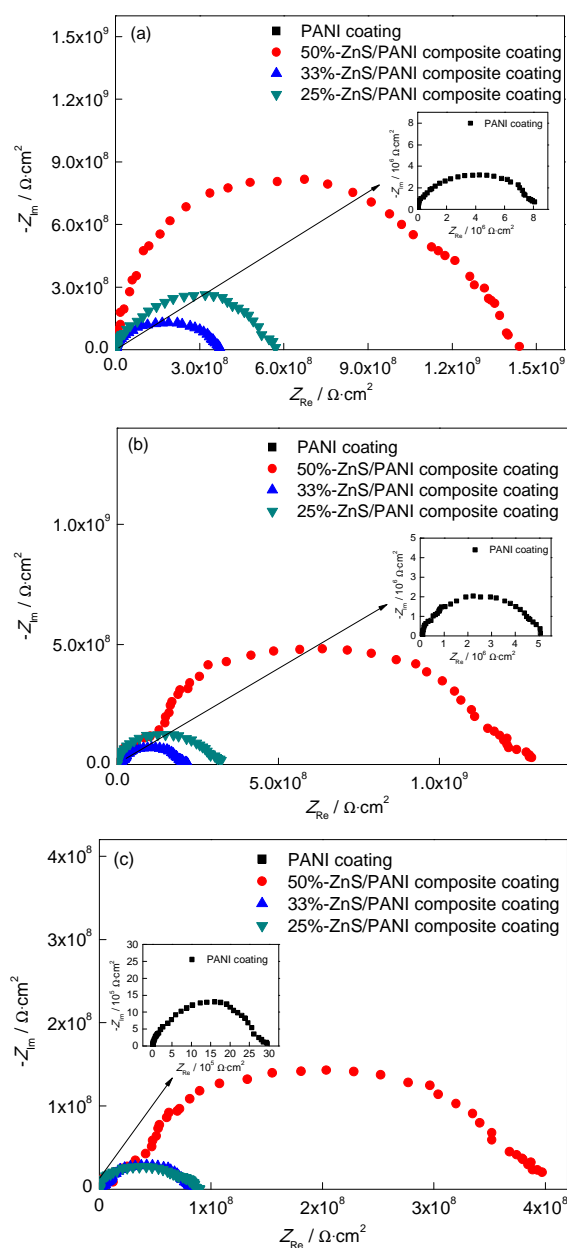 (a)
PANI coating
50%-ZnS/PANI composite coating
33%-ZnS/PANI composite coating
25%-ZnS/PANI composite coating
1.5x10⁹
1.2x10⁹
9.0x10⁸
6.0x10⁸
3.0x10⁸
0.0
-Z_Im / Ω·cm²
0.0 3.0x10⁸ 6.0x10⁸ 9.0x10⁸ 1.2x10⁹ 1.5x10⁹
Z_Re / Ω·cm²
PANI coating
8
6
4
2
0
-Z_Im / 10⁶ Ω·cm²
0 1 2 3 4 5 6 7 8
Z_Re / 10⁶ Ω·cm²
(b)
PANI coating
50%-ZnS/PANI composite coating
33%-ZnS/PANI composite coating
25%-ZnS/PANI composite coating
1.0x10⁹
5.0x10⁸
0.0
-Z_Im / Ω·cm²
0.0 5.0x10⁸ 1.0x10⁹
Z_Re / Ω·cm²
PANI coating
5
4
3
2
1
0
-Z_Im / 10⁶ Ω·cm²
0 1 2 3 4 5
Z_Re / 10⁶ Ω·cm²
(c)
PANI coating
50%-ZnS/PANI composite coating
33%-ZnS/PANI composite coating
25%-ZnS/PANI composite coating
4x10⁸
3x10⁸
2x10⁸
1x10⁸
0
-Z_Im / Ω·cm²
0 1x10⁸ 2x10⁸ 3x10⁸ 4x10⁸
Z_Re / Ω·cm²
PANI coating
30
25
20
15
10
5
0
-Z_Im / 10⁵ Ω·cm²
0 5 10 15 20 25 30
Z_Re / 10⁵ Ω·cm²